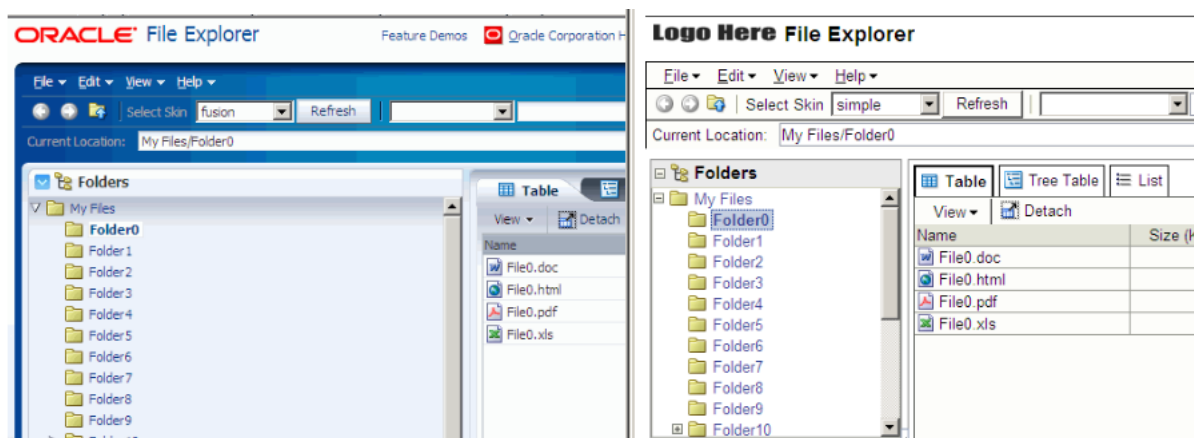 ORACLE File Explorer
Feature Demos Oracle Corporation H
File Edit View Help
Select Skin fusion Refresh
Current Location: My Files/Folder0
Folders
My Files
Folder0
Folder1
Folder2
Folder3
Folder4
Folder5
Folder6
Folder7
Folder8
Folder9
Table
View Detach
Name
File0.doc
File0.html
File0.pdf
File0.xls
Logo Here File Explorer
File Edit View Help
Select Skin simple Refresh
Current Location: My Files/Folder0
Folders
My Files
Folder0
Folder1
Folder2
Folder3
Folder4
Folder5
Folder6
Folder7
Folder8
Folder9
Folder10
Table Tree Table List
View Detach
Name Size (K
File0.doc
File0.html
File0.pdf
File0.xls